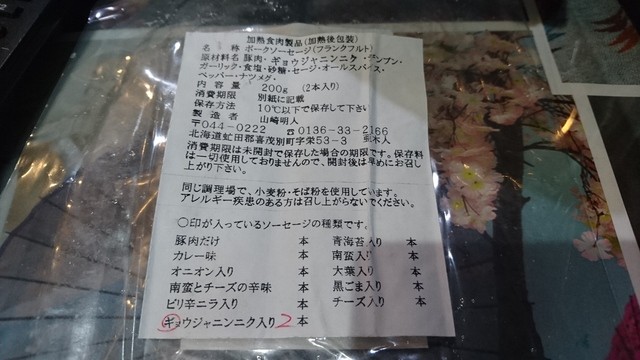 加熱食肉製品(加熱後包装)
名 称 ポークソーセージ(フランクフルト)
原材料名 豚肉・ギョウジャニンニク・デンプン・
ガーリック・食塩・砂糖・セージ・オールスパース・
ペッパー・ナツメグ・
内 容 量 200g (2本入り)
消費期限 別紙に記載
保存方法 10℃以下で保存して下さい
製 造 者 山崎明人
〒044-0222 ☎0136-33-2166
北海道虻田郡喜茂別町字栄53-3
消費期限は未開封で保存した場合の期限です。保存料
は一切使用しておりませんので、開封後は早めにお召し
上がり下さい。
同じ調理場で、小麦粉・そば粉を使用しています。
アレルギー疾患のある方は召し上がらないでください。
○印が入っているソーセージの種類です。
豚肉だけ 本 青海苔入り 本
カレー味 本 南蛮入り 本
オニオン入り 本 大葉入り 本
南蛮とチーズの辛味 本 黒ごま入り 本
ピリ辛ニラ入り 本 チーズ入り 本
ギョウジャニンニク入り 2 本